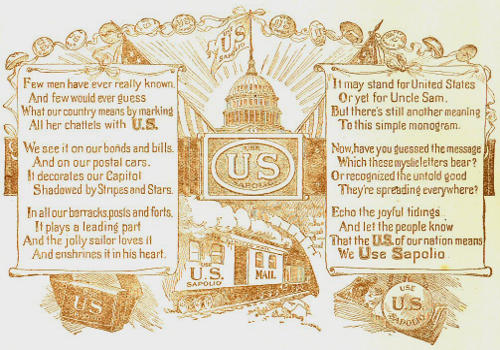 USE
U.S.
SAPOLIO
Few men have ever really known,
And few would ever guess
What our country means by marking
All her chattels with U.S.
We see it on our bonds and bills.
And on our postal cars.
It decorates our Capitol
Shadowed by Stripes and Stars.
In all our barracks, posts and forts,
It plays a leading part
And the jolly sailor loves it
And enshrines it in his heart.
USE
US
SAPOLIO
USE
U.S.
SAPOLIO
MAIL
It may stand for United States
Or yet for Uncle Sam.
But there's still another meaning
To this simple monogram.
Now, have you guessed the message
Which these mystic letters bear?
Or recognized the untold good
They're spreading everywhere?
Echo the joyful tidings
And let the people know
That the U.S. of our nation means
We Use Sapolio.
US
USE
U.S.
SAPOLIO